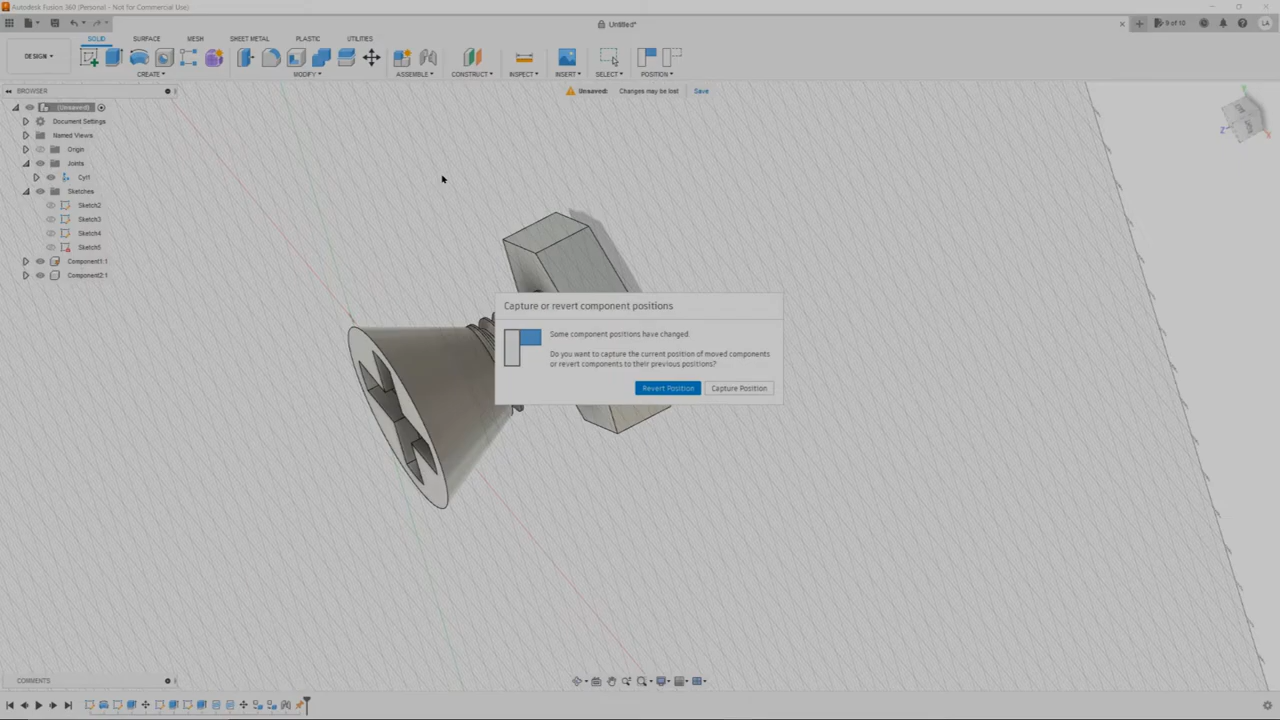 Autodesk Fusion 360 (Personal - Not for Commercial Use)
Untitled*
9 of 10
LA
DESIGN
SOLID
SURFACE
MESH
SHEET METAL
PLASTIC
UTILITIES
CREATE
MODIFY
ASSEMBLE
CONSTRUCT
INSPECT
INSERT
SELECT
POSITION
BROWSER
Unsaved: Changes may be lost
Save
(Unsaved)
Document Settings
Named Views
Origin
Joints
Cyl1
Sketches
Sketch2
Sketch3
Sketch4
Sketch5
Component1:1
Component2:1
Capture or revert component positions
Some component positions have changed.
Do you want to capture the current position of moved components
or revert components to their previous positions?
Revert Position
Capture Position
Y
Z
X
COMMENTS